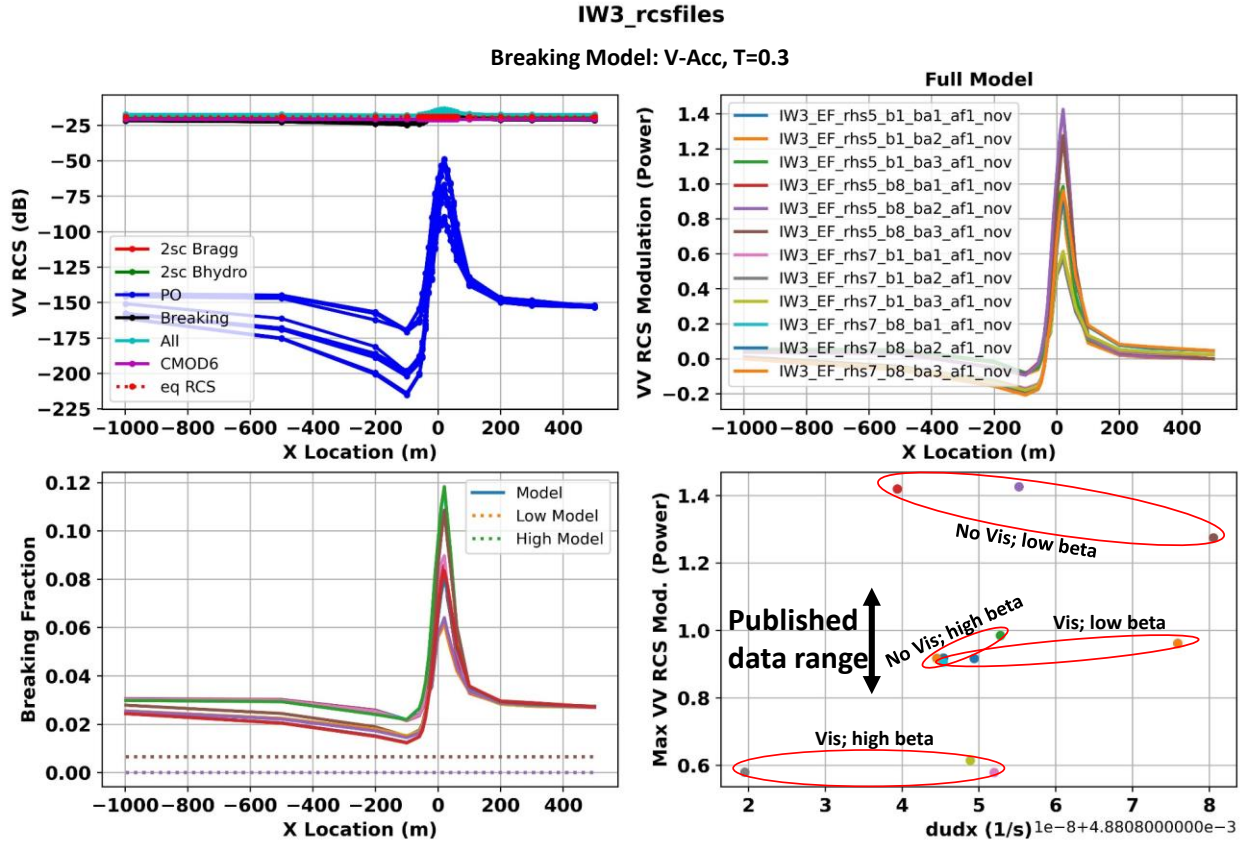 IW3_rcsfiles
Breaking Model: V-Acc, T=0.3
VV RCS (dB)
−25
−50
−75
−100
−125
−150
−175
−200
−225
2sc Bragg
2sc Bhydro
PO
Breaking
All
CMOD6
eq RCS
−1000 −800 −600 −400 −200 0 200 400
X Location (m)
Full Model
VV RCS Modulation (Power)
1.4
1.2
1.0
0.8
0.6
0.4
0.2
0.0
−0.2
IW3_EF_rhs5_b1_ba1_af1_nov
IW3_EF_rhs5_b1_ba2_af1_nov
IW3_EF_rhs5_b1_ba3_af1_nov
IW3_EF_rhs5_b8_ba1_af1_nov
IW3_EF_rhs5_b8_ba2_af1_nov
IW3_EF_rhs5_b8_ba3_af1_nov
IW3_EF_rhs7_b1_ba1_af1_nov
IW3_EF_rhs7_b1_ba2_af1_nov
IW3_EF_rhs7_b1_ba3_af1_nov
IW3_EF_rhs7_b8_ba1_af1_nov
IW3_EF_rhs7_b8_ba2_af1_nov
IW3_EF_rhs7_b8_ba3_af1_nov
−1000 −800 −600 −400 −200 0 200 400
X Location (m)
Breaking Fraction
0.12
0.10
0.08
0.06
0.04
0.02
0.00
Model
Low Model
High Model
−1000 −800 −600 −400 −200 0 200 400
X Location (m)
Max VV RCS Mod. (Power)
1.4
1.2
1.0
0.8
0.6
No Vis; low beta
Published
data range
No Vis; high beta
Vis; low beta
Vis; high beta
2 3 4 5 6 7 8
dudx (1/s)
1e−8+4.8808000000e−3